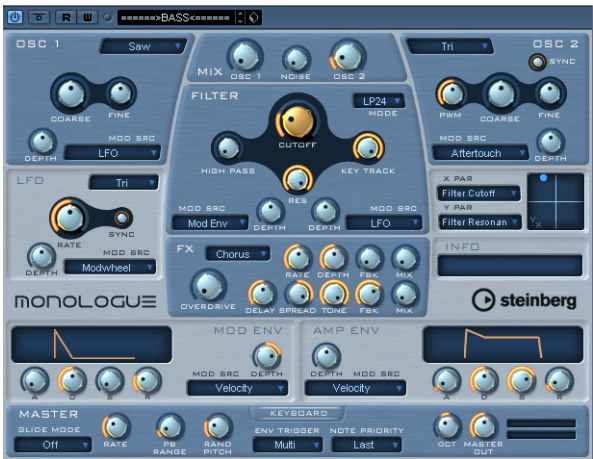 R W ======>BASS<======
OSC 1 Saw
COARSE FINE
MOD SRC
DEPTH LFO
MIX OSC 1 NOISE OSC 2
Tri OSC 2
SYNC
PWM COARSE FINE
MOD SRC
Aftertouch DEPTH
FILTER LP24
MODE
CUTOFF
HIGH PASS KEY TRACK
RES
MOD SRC MOD SRC
Mod Env DEPTH DEPTH LFO
LFO Tri
RATE SYNC
MOD SRC
DEPTH Modwheel
X PAR
Filter Cutoff
Y PAR
Filter Resonan
Y X
FX Chorus
RATE DEPTH FBK MIX
OVERDRIVE DELAY SPREAD TONE FBK MIX
INFO
MONOLOGUE
steinberg
MOD ENV
MOD SRC DEPTH
Velocity
A D S R
AMP ENV
DEPTH MOD SRC
Velocity
A D S R
MASTER KEYBOARD
GLIDE MODE ENV TRIGGER NOTE PRIORITY
Off RATE PB RANGE RAND PITCH Multi Last OCT MASTER OUT